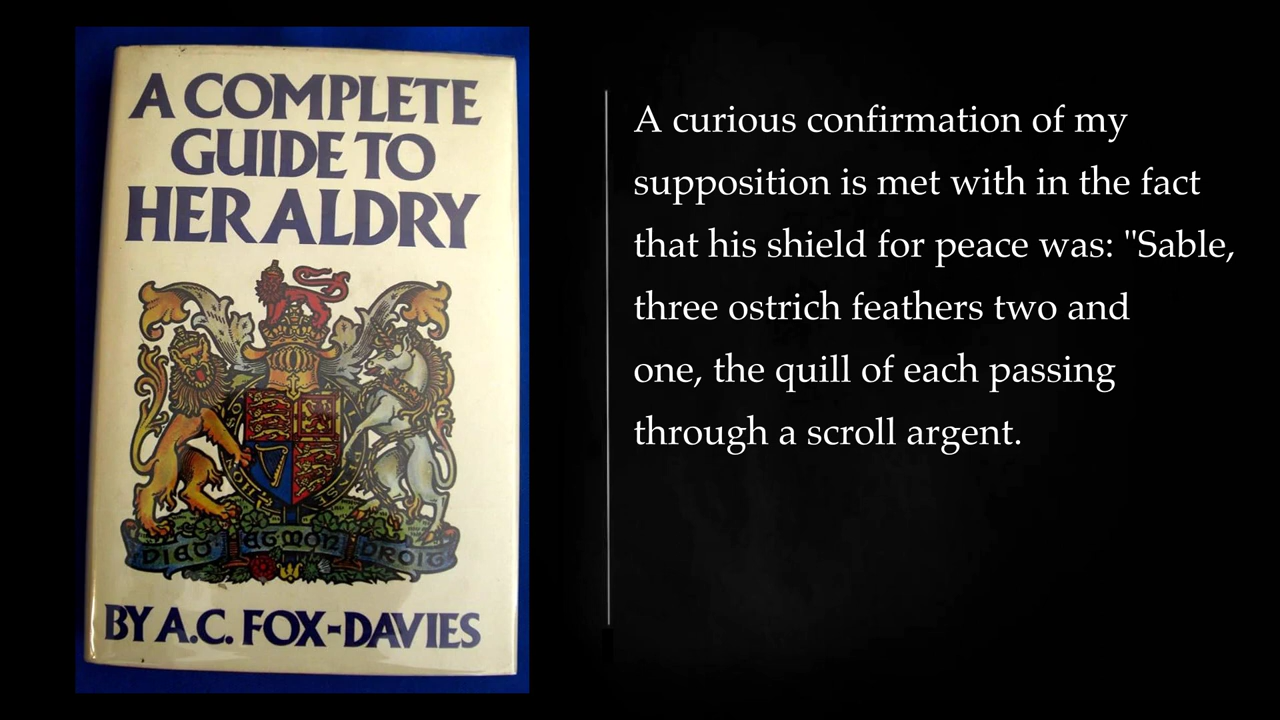 A COMPLETE
GUIDE TO
HERALDRY
DIEU ET MON DROIT
BY A.C. FOX-DAVIES
A curious confirmation of my
supposition is met with in the fact
that his shield for peace was: "Sable,
three ostrich feathers two and
one, the quill of each passing
through a scroll argent.